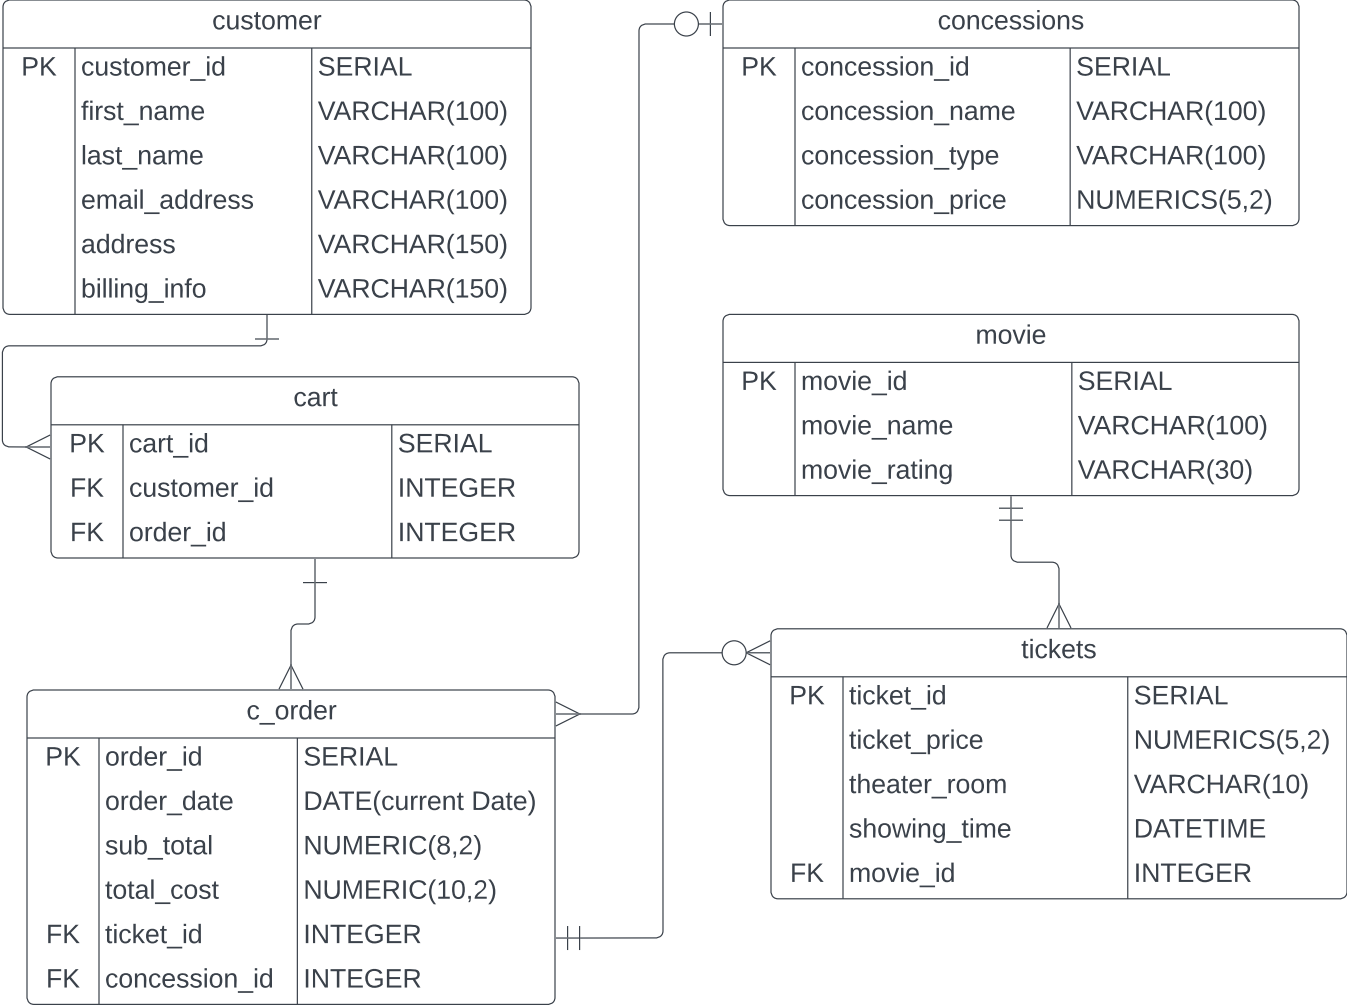 customer
PK customer_id SERIAL
first_name VARCHAR(100)
last_name VARCHAR(100)
email_address VARCHAR(100)
address VARCHAR(150)
billing_info VARCHAR(150)
concessions
PK concession_id SERIAL
concession_name VARCHAR(100)
concession_type VARCHAR(100)
concession_price NUMERICS(5,2)
cart
PK cart_id SERIAL
FK customer_id INTEGER
FK order_id INTEGER
movie
PK movie_id SERIAL
movie_name VARCHAR(100)
movie_rating VARCHAR(30)
c_order
PK order_id SERIAL
order_date DATE(current Date)
sub_total NUMERIC(8,2)
total_cost NUMERIC(10,2)
FK ticket_id INTEGER
FK concession_id INTEGER
tickets
PK ticket_id SERIAL
ticket_price NUMERICS(5,2)
theater_room VARCHAR(10)
showing_time DATETIME
FK movie_id INTEGER